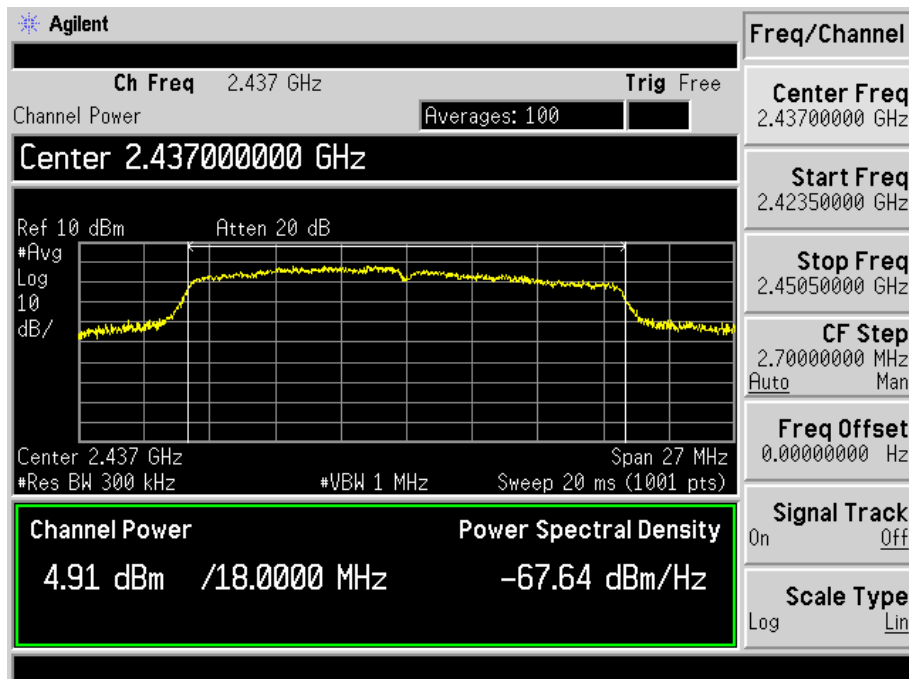 Agilent
Freq/Channel
Ch Freq 2.437 GHz Trig Free
Channel Power Averages: 100
Center 2.437000000 GHz
Ref 10 dBm Atten 20 dB
#Avg
Log
10
dB/
Center 2.437 GHz Span 27 MHz
#Res BW 300 kHz #VBW 1 MHz Sweep 20 ms (1001 pts)
Channel Power Power Spectral Density
4.91 dBm /18.0000 MHz -67.64 dBm/Hz
Center Freq
2.43700000 GHz
Start Freq
2.42350000 GHz
Stop Freq
2.45050000 GHz
CF Step
2.70000000 MHz
Auto Man
Freq Offset
0.00000000 Hz
Signal Track
On Off
Scale Type
Log Lin